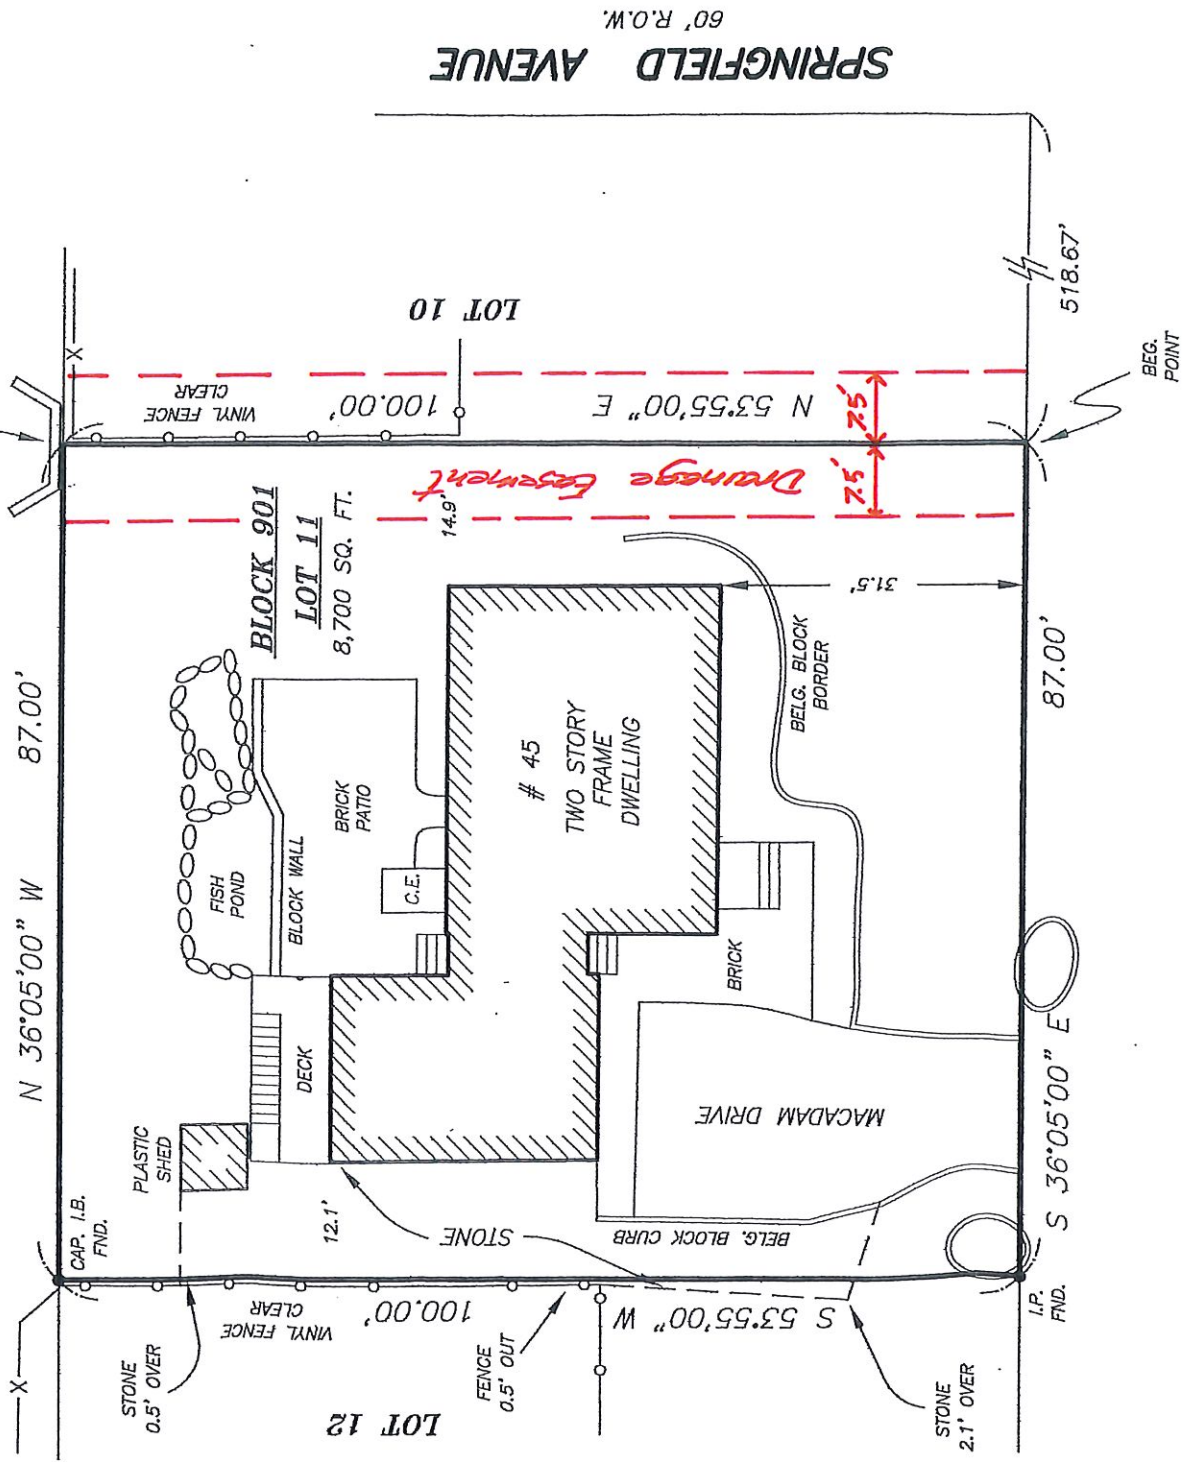 60' R.O.W.
SPRINGFIELD AVENUE
LOT 10
518.67'
BEG.
POINT
VINYL FENCE
CLEAR
100.00'
N 53°55'00" E
7.5'
7.5'
Drainage Easement
BLOCK 901
LOT 11
8,700 SQ. FT.
14.9'
31.5'
N 36°05'00" W 87.00'
FISH
POND
BLOCK WALL
BRICK
PATIO
C.E.
# 45
TWO STORY
FRAME
DWELLING
BELG. BLOCK
BORDER
87.00'
S 36°05'00" E
DECK
BRICK
MACADAM DRIVE
PLASTIC
SHED
CAP. I.B.
FND.
12.1'
STONE
BELG. BLOCK CURB
I.P.
FND.
VINYL FENCE
CLEAR
100.00'
S 53°55'00" W
X
X
STONE
0.5' OVER
FENCE
0.5' OUT
STONE
2.1' OVER
LOT 12